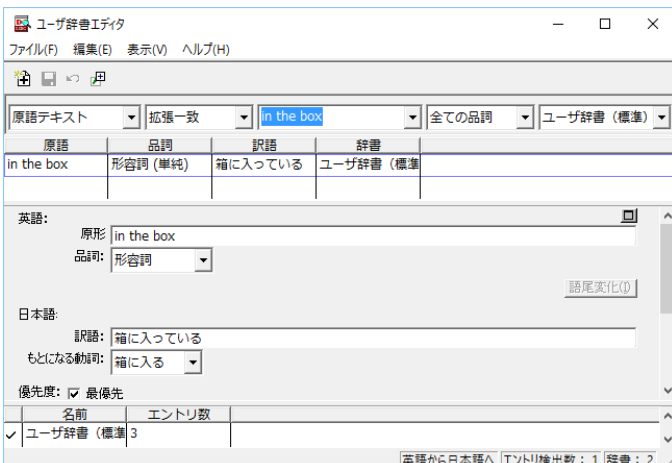 ユーザ辞書エディタ
ファイル(F) 編集(E) 表示(V) ヘルプ(H)
原語テキスト 拡張一致 in the box 全ての品詞 ユーザ辞書（標準）
原語 品詞 訳語 辞書
in the box 形容詞 (単純) 箱に入っている ユーザ辞書（標準
英語:
原形 in the box
品詞: 形容詞
語尾変化(I)
日本語:
訳語: 箱に入っている
もとになる動詞: 箱に入る
優先度: 最優先
名前 エントリ数
ユーザ辞書（標準 3
英語から日本語へ エントリ検出数： 1 辞書： 2